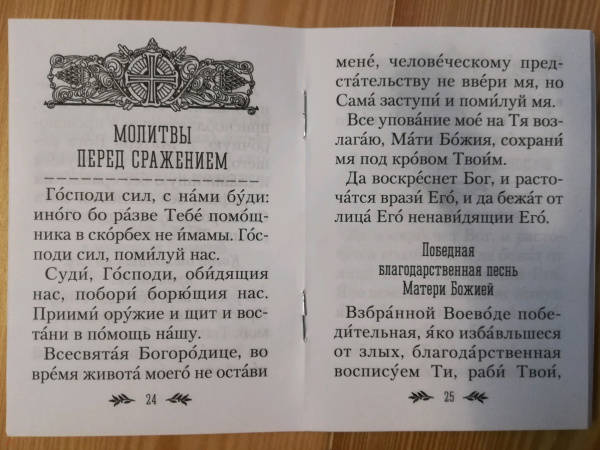 МОЛИТВЫ
ПЕРЕД СРАЖЕНИЕМ
Го́споди сил, с на́ми бу́ди:
ино́го бо ра́зве Тебе́ помо́щ-
ника в ско́рбех не и́мамы. Го́с-
поди сил, поми́луй нас.
Суди́, Го́споди, оби́дящия
нас, побори́ борю́щия нас.
Приими́ ору́жие и щит и вос-
та́ни в по́мощь на́шу.
Всесвята́я Богоро́дице, во
вре́мя живота́ моего́ не оста́ви
24
мене́, челове́ческому пред-
ста́тельству не вве́ри мя, но
Сама́ заступи́ и поми́луй мя.
Все упова́ние мое́ на Тя воз-
лага́ю, Ма́ти Бо́жия, сохрани́
мя под кро́вом Твои́м.
Да воскре́снет Бог, и расто-
ча́тся врази́ Его́, и да бежа́т от
лица́ Его́ ненави́дящии Его́.
Победная
благодарственная песнь
Матери Божией
Взбра́нной Воево́де побе-
ди́тельная, я́ко изба́вльшеся
от злых, благода́рственная
воспису́ем Ти, раби́ Твои́,
25